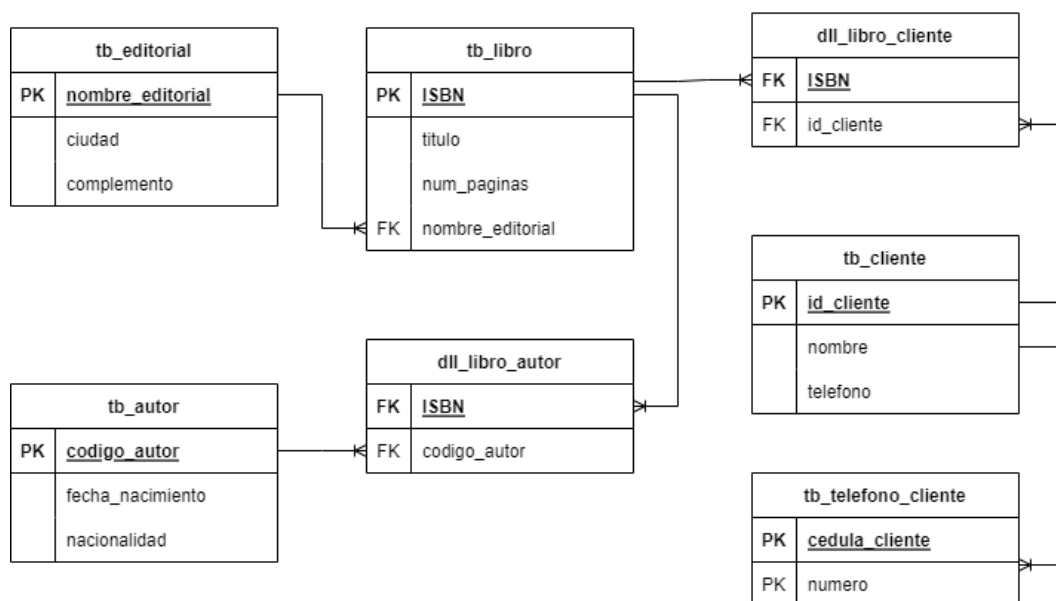 tb_editorial
PK nombre_editorial
ciudad
complemento
tb_libro
PK ISBN
titulo
num_paginas
FK nombre_editorial
dll_libro_cliente
FK ISBN
FK id_cliente
tb_cliente
PK id_cliente
nombre
telefono
dll_libro_autor
FK ISBN
FK codigo_autor
tb_autor
PK codigo_autor
fecha_nacimiento
nacionalidad
tb_telefono_cliente
PK cedula_cliente
PK numero